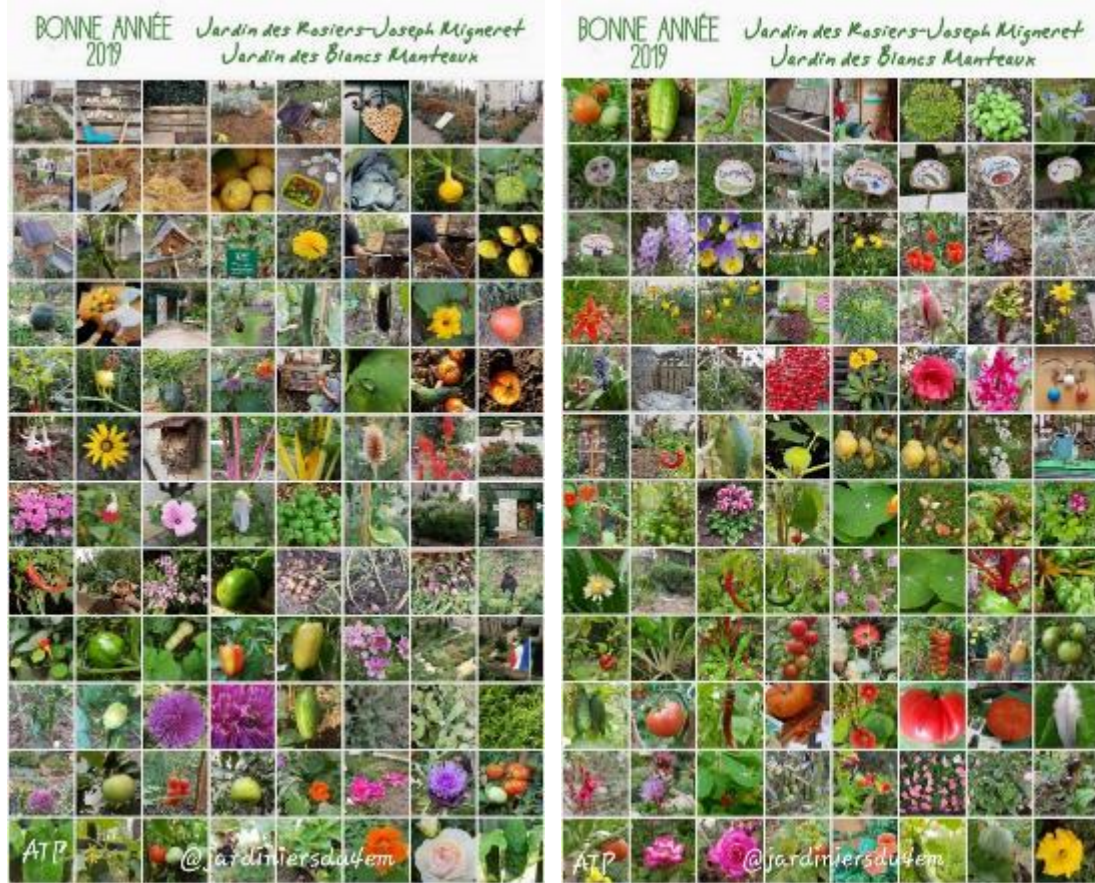 BONNE ANNÉE
2019
Jardin des Rosiers-Joseph Migneret
Jardin des Blancs Manteaux
ATP
@jardiniersdu4em
BONNE ANNÉE
2019
Jardin des Rosiers-Joseph Migneret
Jardin des Blancs Manteaux
ATP
@jardiniersdu4em